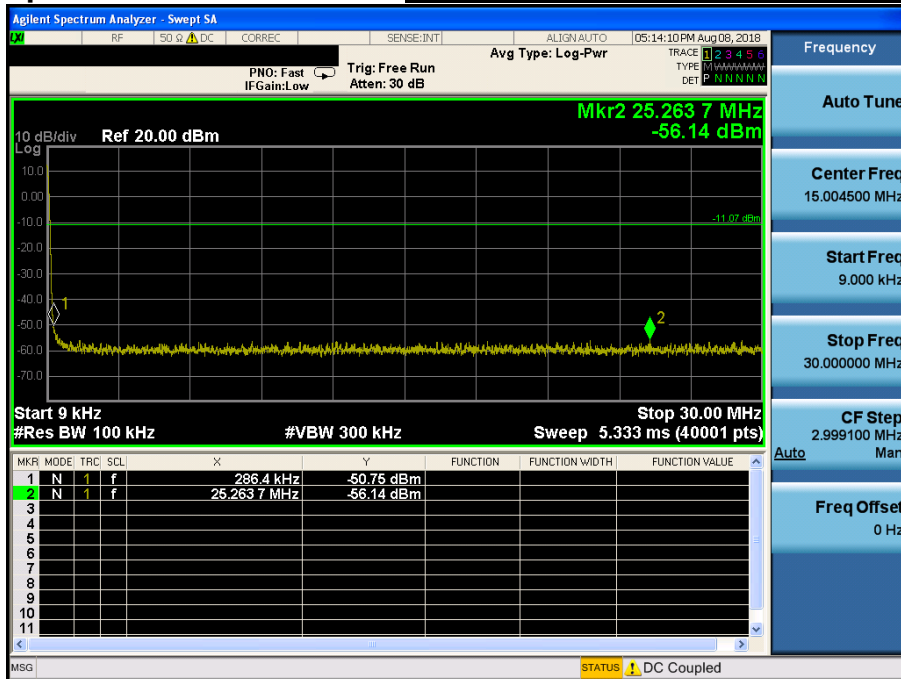 Agilent Spectrum Analyzer - Swept SA
LXI RF 50 Ω ⚠ DC CORREC SENSE:INT ALIGN AUTO 05:14:10 PM Aug 08, 2018
Avg Type: Log-Pwr TRACE 1 2 3 4 5 6
PNO: Fast Trig: Free Run TYPE M W W W W W
IFGain:Low Atten: 30 dB DET P N N N N N
Mkr2 25.263 7 MHz
-56.14 dBm
10 dB/div Ref 20.00 dBm
Log
10.0
0.00
-10.0
-11.07 dBm
-20.0
-30.0
-40.0
1
2
-50.0
-60.0
-70.0
Start 9 kHz Stop 30.00 MHz
#Res BW 100 kHz #VBW 300 kHz Sweep 5.333 ms (40001 pts)
MKR MODE TRC SCL X Y FUNCTION FUNCTION WIDTH FUNCTION VALUE
1 N 1 f 286.4 kHz -50.75 dBm
2 N 1 f 25.263 7 MHz -56.14 dBm
3
4
5
6
7
8
9
10
11
MSG STATUS DC Coupled
Frequency
Auto Tune
Center Freq
15.004500 MHz
Start Freq
9.000 kHz
Stop Freq
30.000000 MHz
CF Step
2.999100 MHz
Auto Man
Freq Offset
0 Hz